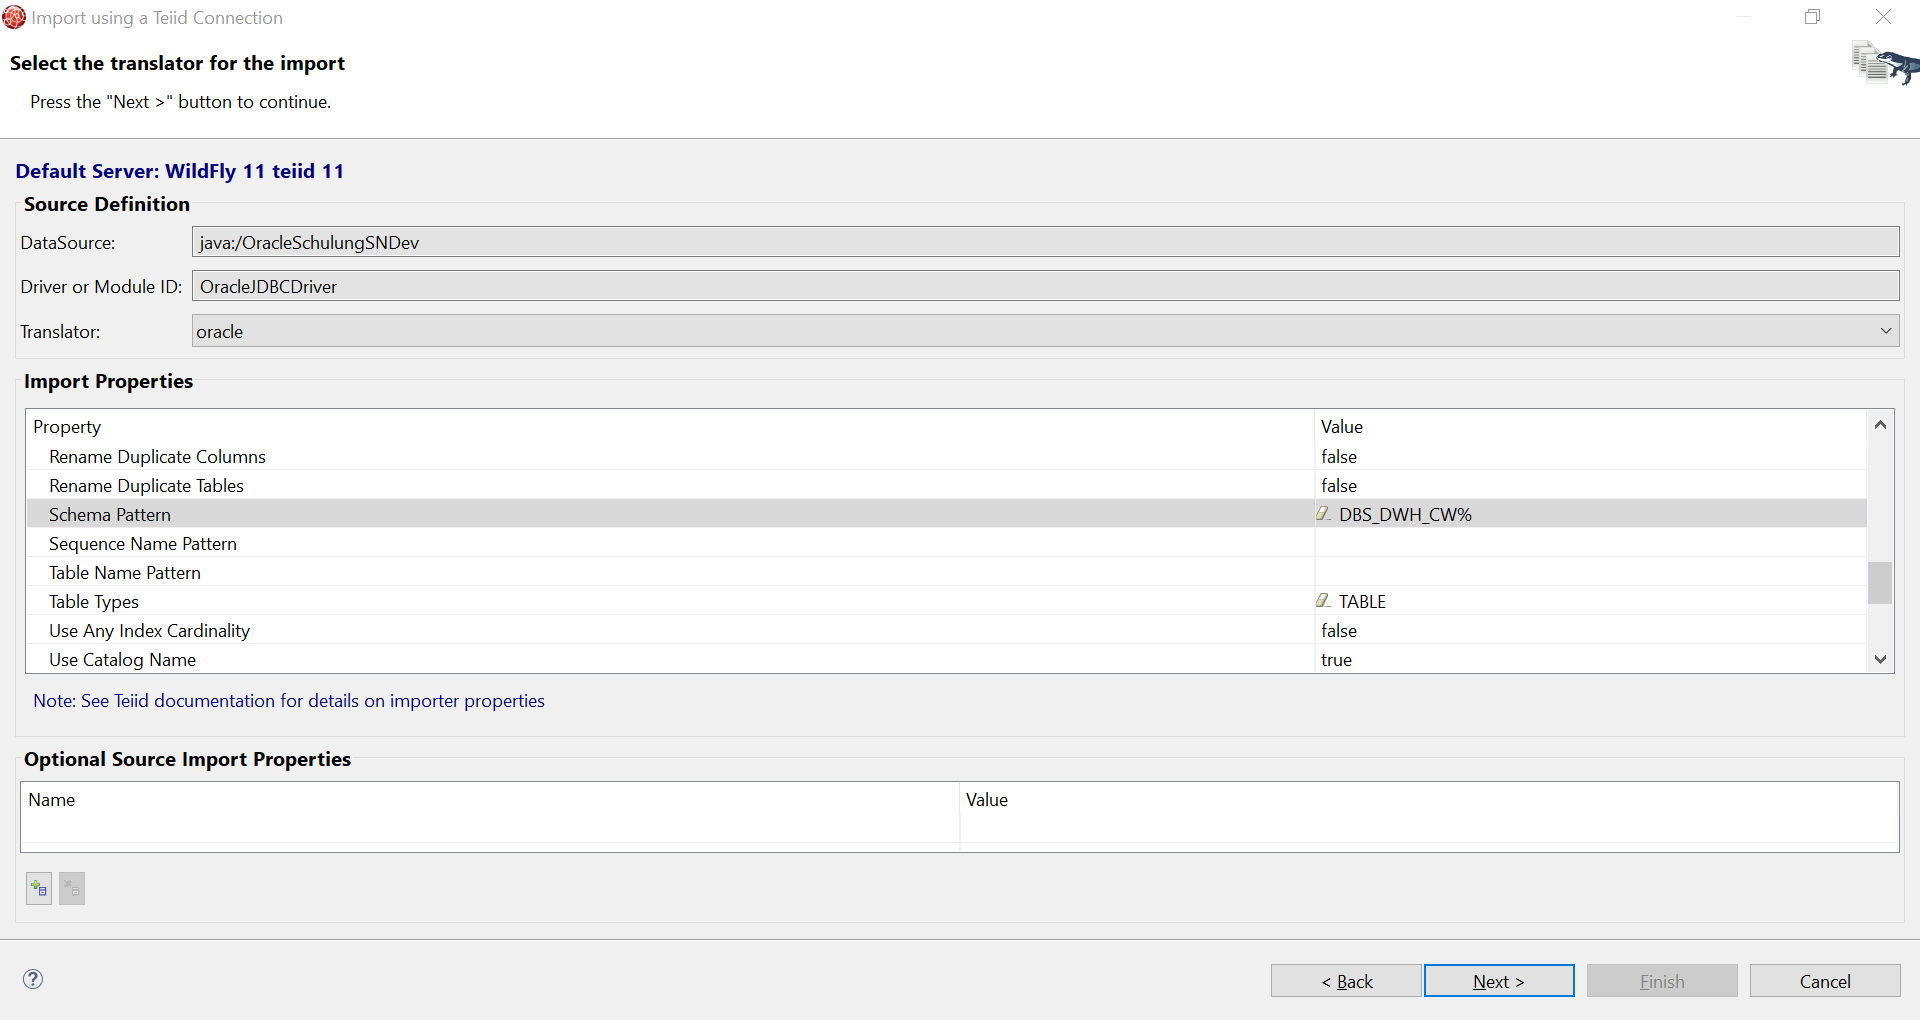 Import using a Teiid Connection
Select the translator for the import
Press the "Next >" button to continue.
Default Server: WildFly 11 teiid 11
Source Definition
DataSource: java:/OracleSchulungSNDev
Driver or Module ID: OracleJDBCDriver
Translator: oracle
Import Properties
Property Value
Rename Duplicate Columns false
Rename Duplicate Tables false
Schema Pattern DBS_DWH_CW%
Sequence Name Pattern
Table Name Pattern
Table Types TABLE
Use Any Index Cardinality false
Use Catalog Name true
Note: See Teiid documentation for details on importer properties
Optional Source Import Properties
Name Value
? < Back Next > Finish Cancel